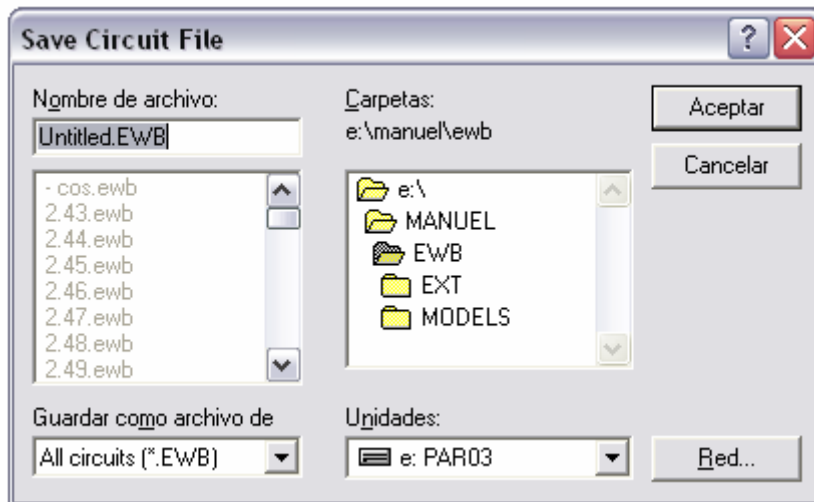 Save Circuit File
Nombre de archivo:
Untitled.EWB
- cos.ewb
2.43.ewb
2.44.ewb
2.45.ewb
2.46.ewb
2.47.ewb
2.48.ewb
2.49.ewb
Guardar como archivo de
All circuits (*.EWB)
Carpetas:
e:\manuel\ewb
e:\
MANUEL
EWB
EXT
MODELS
Unidades:
e: PAR03
Aceptar
Cancelar
Red...